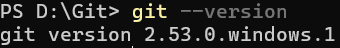 PS D:\Git> git --version
git version 2.53.0.windows.1